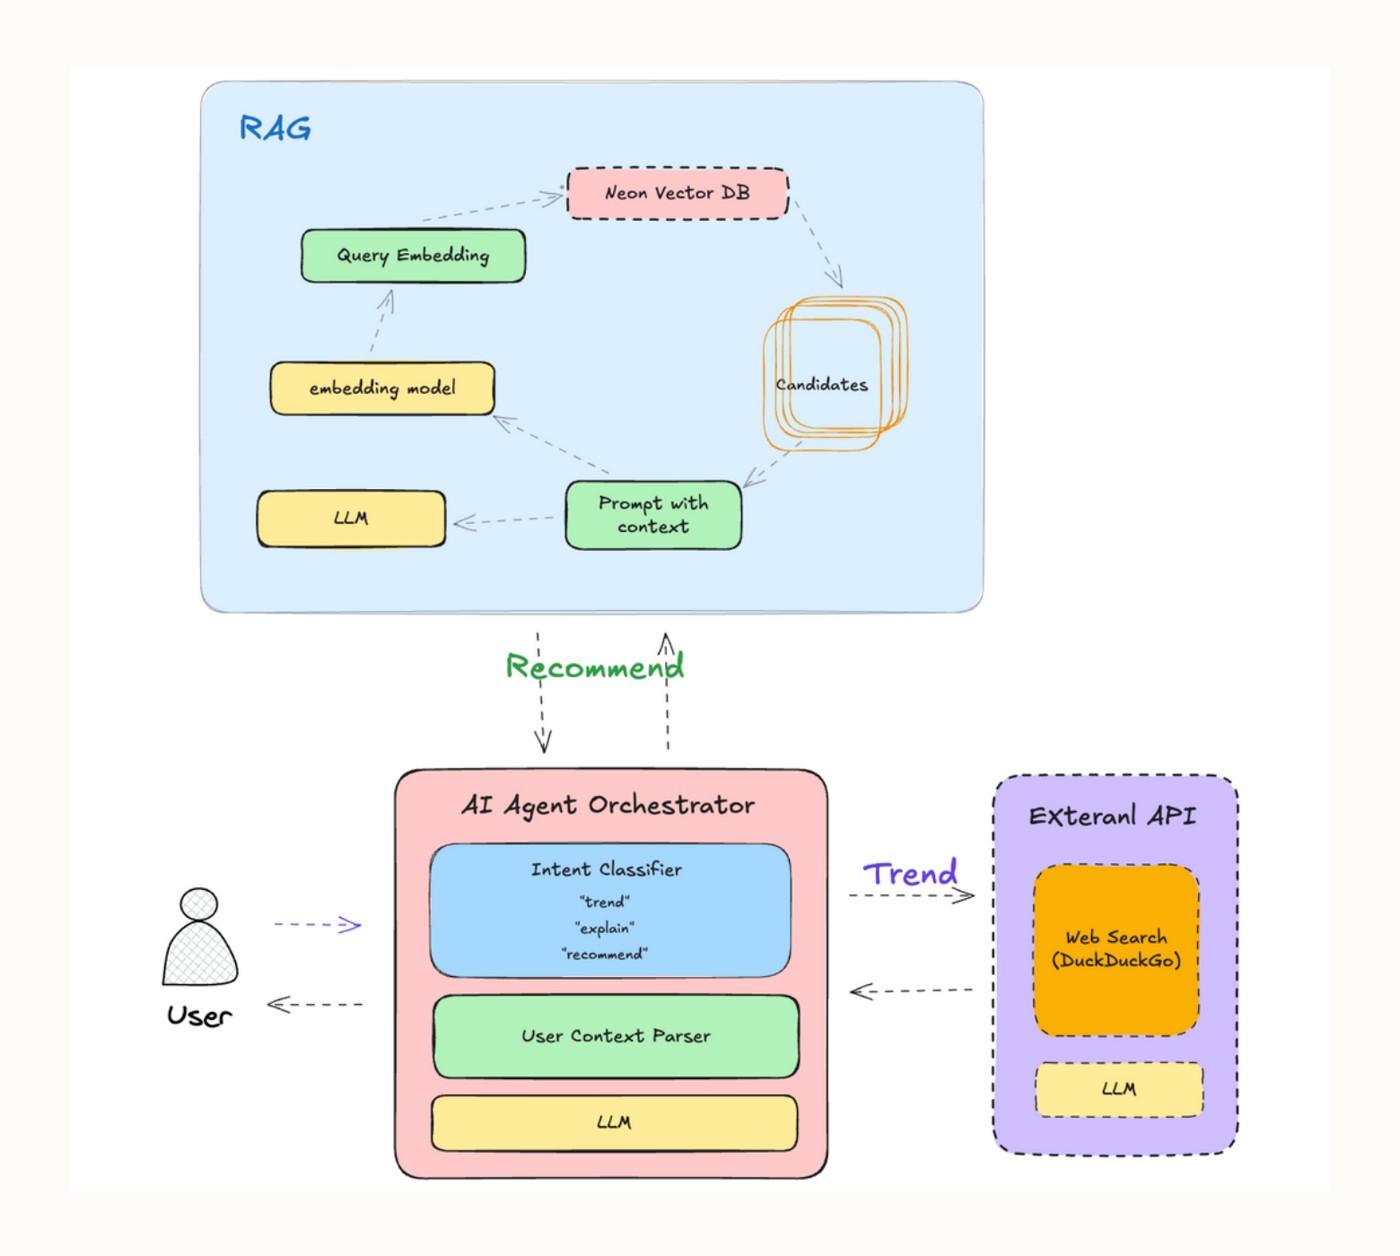 RAG
Neon Vector DB
Query Embedding
Candidates
embedding model
Prompt with
context
LLM
Recommend
AI Agent Orchestrator
Intent Classifier
"trend"
"explain"
"recommend"
User Context Parser
LLM
User
Trend
EXteranl API
Web Search
(DuckDuckGo)
LLM